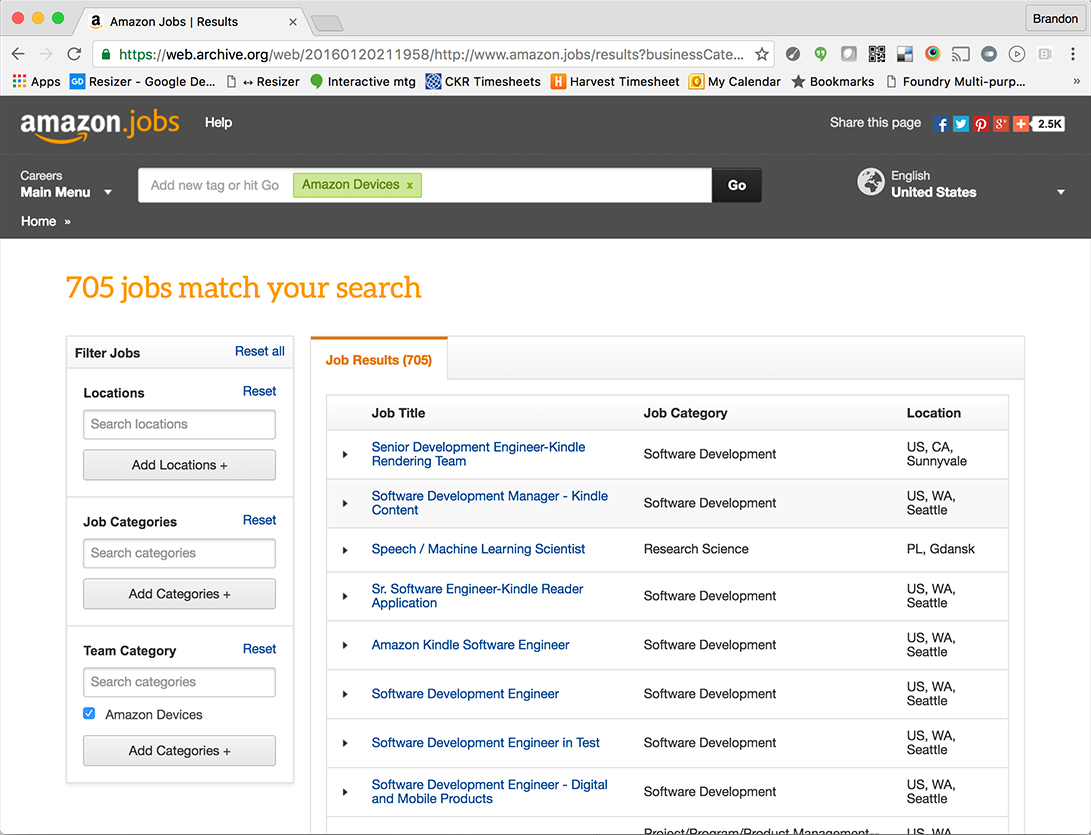 Amazon Jobs | Results
Brandon
https://web.archive.org/web/20160120211958/http://www.amazon.jobs/results?businessCate...
Apps
GO Resizer - Google De...
↔ Resizer
Interactive mtg
CKR Timesheets
H Harvest Timesheet
My Calendar
Bookmarks
Foundry Multi-purp...
»
amazon.jobs
Help
Share this page
2.5K
Careers
Main Menu
Add new tag or hit Go
Amazon Devices x
Go
English
United States
Home »
705 jobs match your search
Filter Jobs
Reset all
Locations
Reset
Search locations
Add Locations +
Job Categories
Reset
Search categories
Add Categories +
Team Category
Reset
Search categories
Amazon Devices
Add Categories +
Job Results (705)
Job Title
Job Category
Location
Senior Development Engineer-Kindle
Rendering Team
Software Development
US, CA,
Sunnyvale
Software Development Manager - Kindle
Content
Software Development
US, WA,
Seattle
Speech / Machine Learning Scientist
Research Science
PL, Gdansk
Sr. Software Engineer-Kindle Reader
Application
Software Development
US, WA,
Seattle
Amazon Kindle Software Engineer
Software Development
US, WA,
Seattle
Software Development Engineer
Software Development
US, WA,
Seattle
Software Development Engineer in Test
Software Development
US, WA,
Seattle
Software Development Engineer - Digital
and Mobile Products
Software Development
US, WA,
Seattle
Project/Program/Product Management--
US, WA,